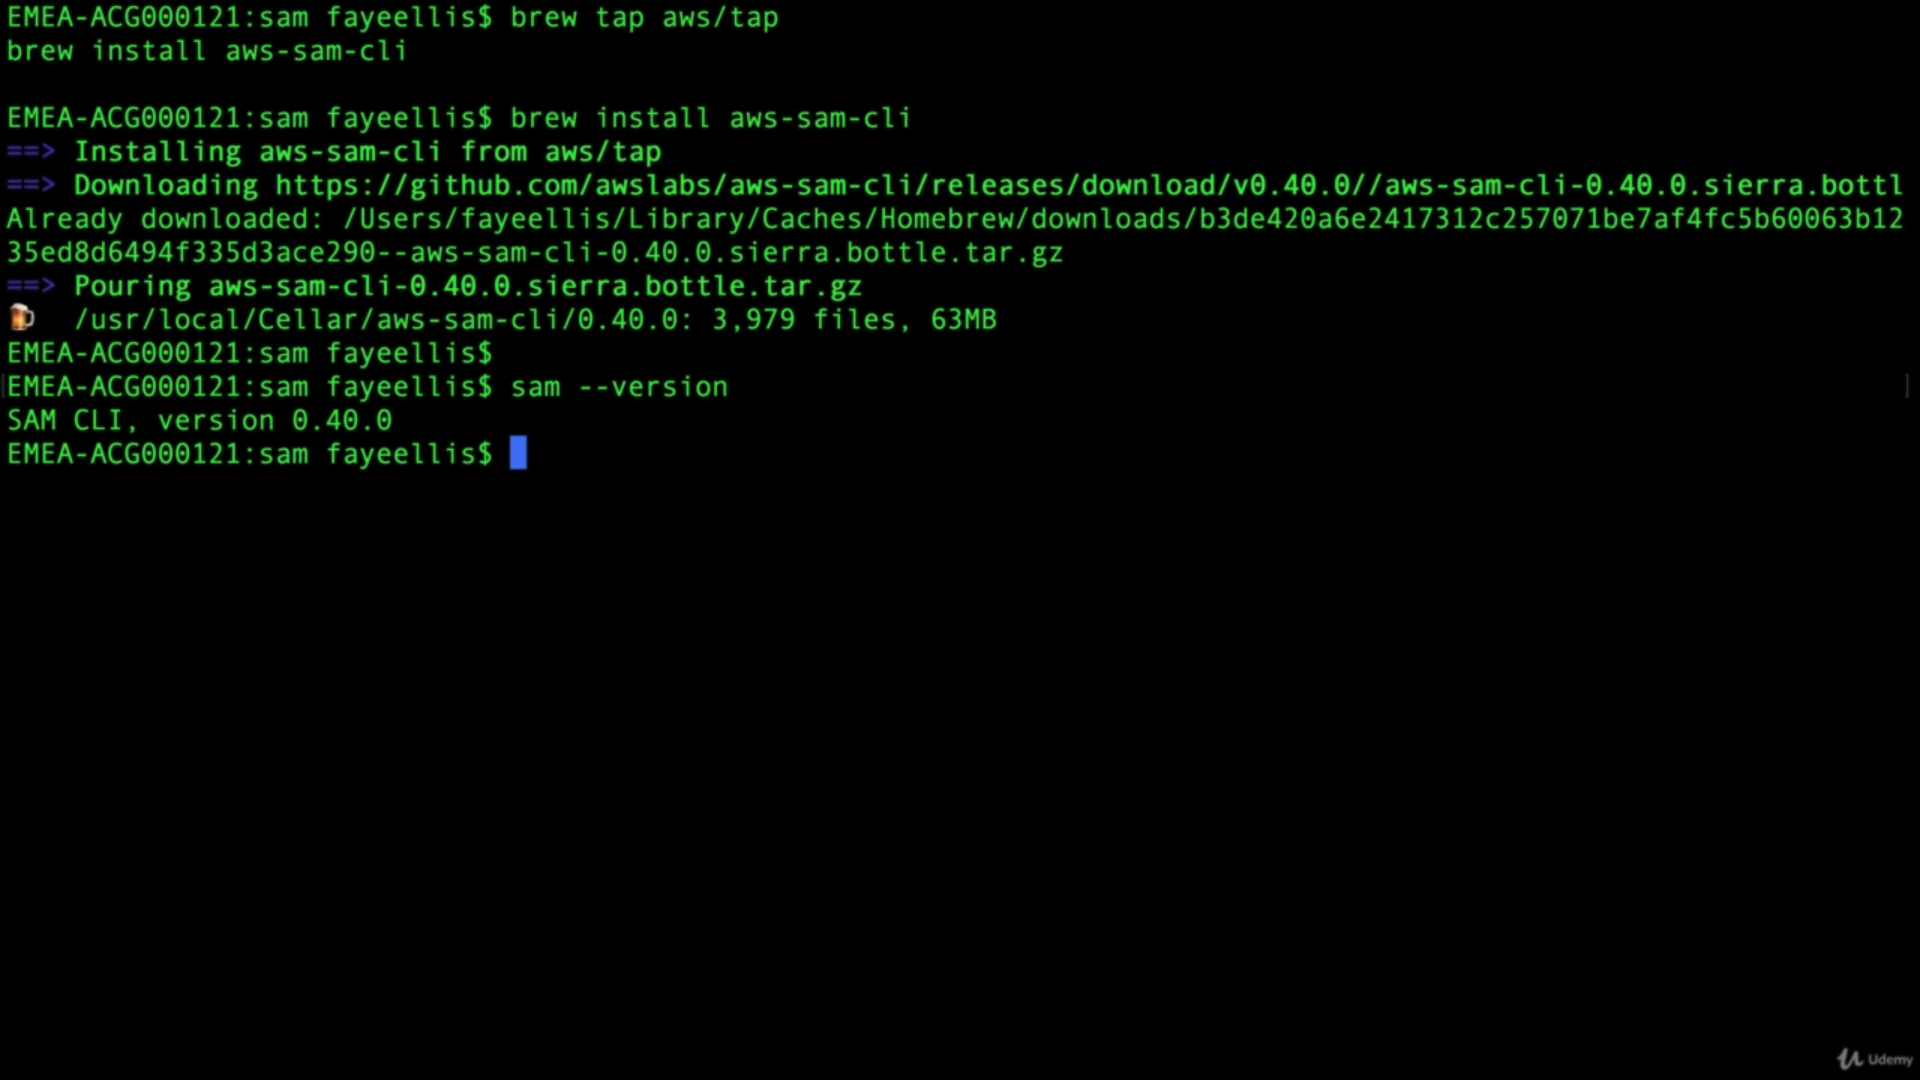 EMEA-ACG000121:sam fayeellis$ brew tap aws/tap
brew install aws-sam-cli
EMEA-ACG000121:sam fayeellis$ brew install aws-sam-cli
==> Installing aws-sam-cli from aws/tap
==> Downloading https://github.com/awslabs/aws-sam-cli/releases/download/v0.40.0//aws-sam-cli-0.40.0.sierra.bottl
Already downloaded: /Users/fayeellis/Library/Caches/Homebrew/downloads/b3de420a6e2417312c257071be7af4fc5b60063b12
35ed8d6494f335d3ace290--aws-sam-cli-0.40.0.sierra.bottle.tar.gz
==> Pouring aws-sam-cli-0.40.0.sierra.bottle.tar.gz
🍺 /usr/local/Cellar/aws-sam-cli/0.40.0: 3,979 files, 63MB
EMEA-ACG000121:sam fayeellis$
[EMEA-ACG000121:sam fayeellis$ sam --version ]
SAM CLI, version 0.40.0
EMEA-ACG000121:sam fayeellis$
Udemy